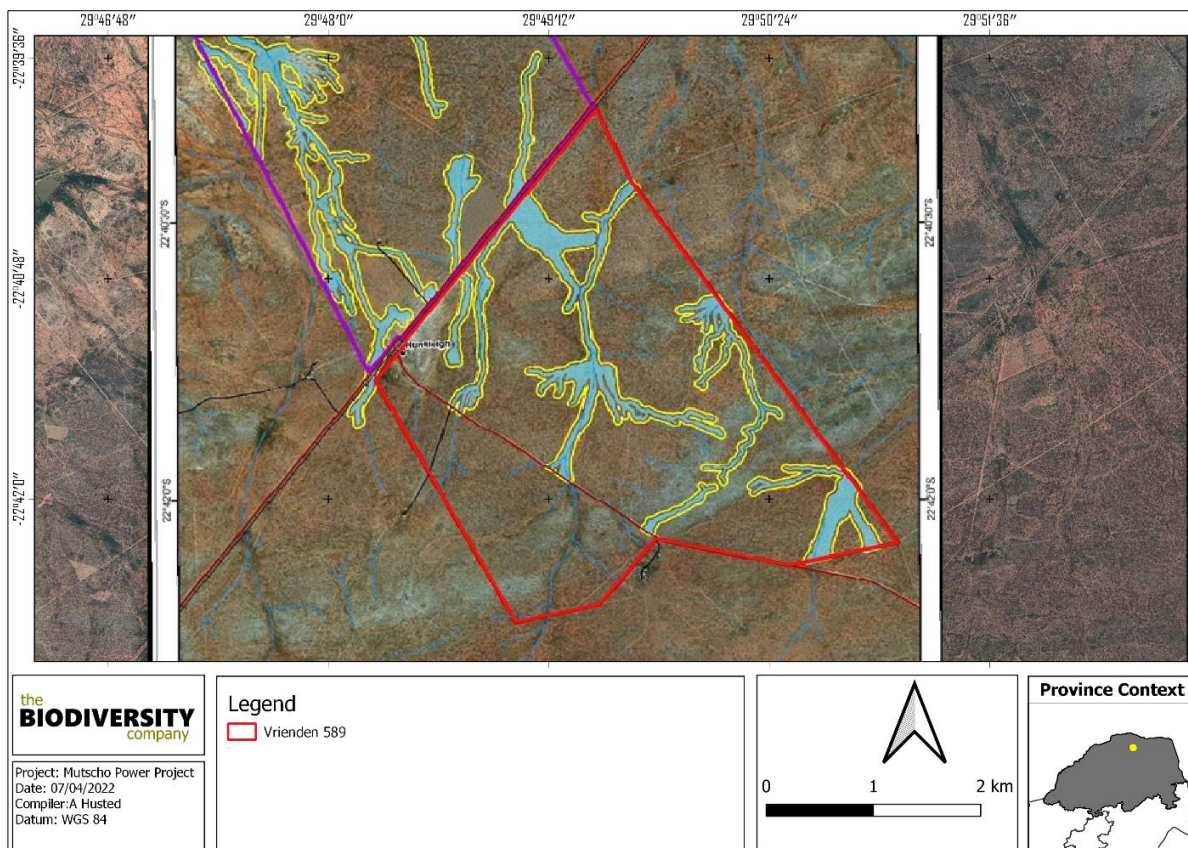 29°46'48"
29°48'0"
29°49'12"
29°50'24"
29°51'36"
-22°39'36"
-22°40'48"
-22°42'0"
22°40'30"S
22°42'0"S
22°40'30"S
22°42'0"S
Huntleigh
the
BIODIVERSITY
company
Project: Mutscho Power Project
Date: 07/04/2022
Compiler:A Husted
Datum: WGS 84
Legend
Vrienden 589
0 1 2 km
Province Context